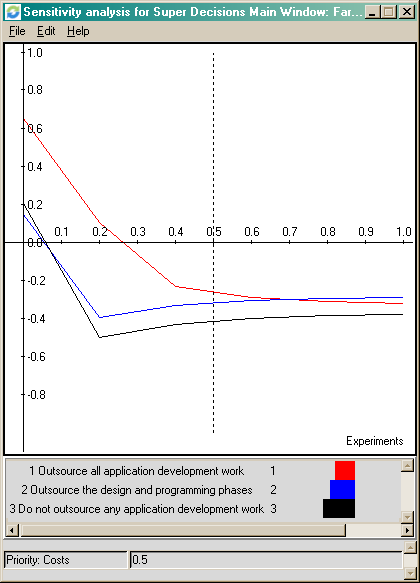 Sensitivity analysis for Super Decisions Main Window: Far...
File Edit Help
1.0
0.8
0.6
0.4
0.2
0.1 0.2 0.3 0.4 0.5 0.6 0.7 0.8 0.9 1.0
0.0
-0.2
-0.4
-0.6
-0.8
Experiments
1 Outsource all application development work 1
2 Outsource the design and programming phases 2
3 Do not outsource any application development work 3
Priority: Costs 0.5